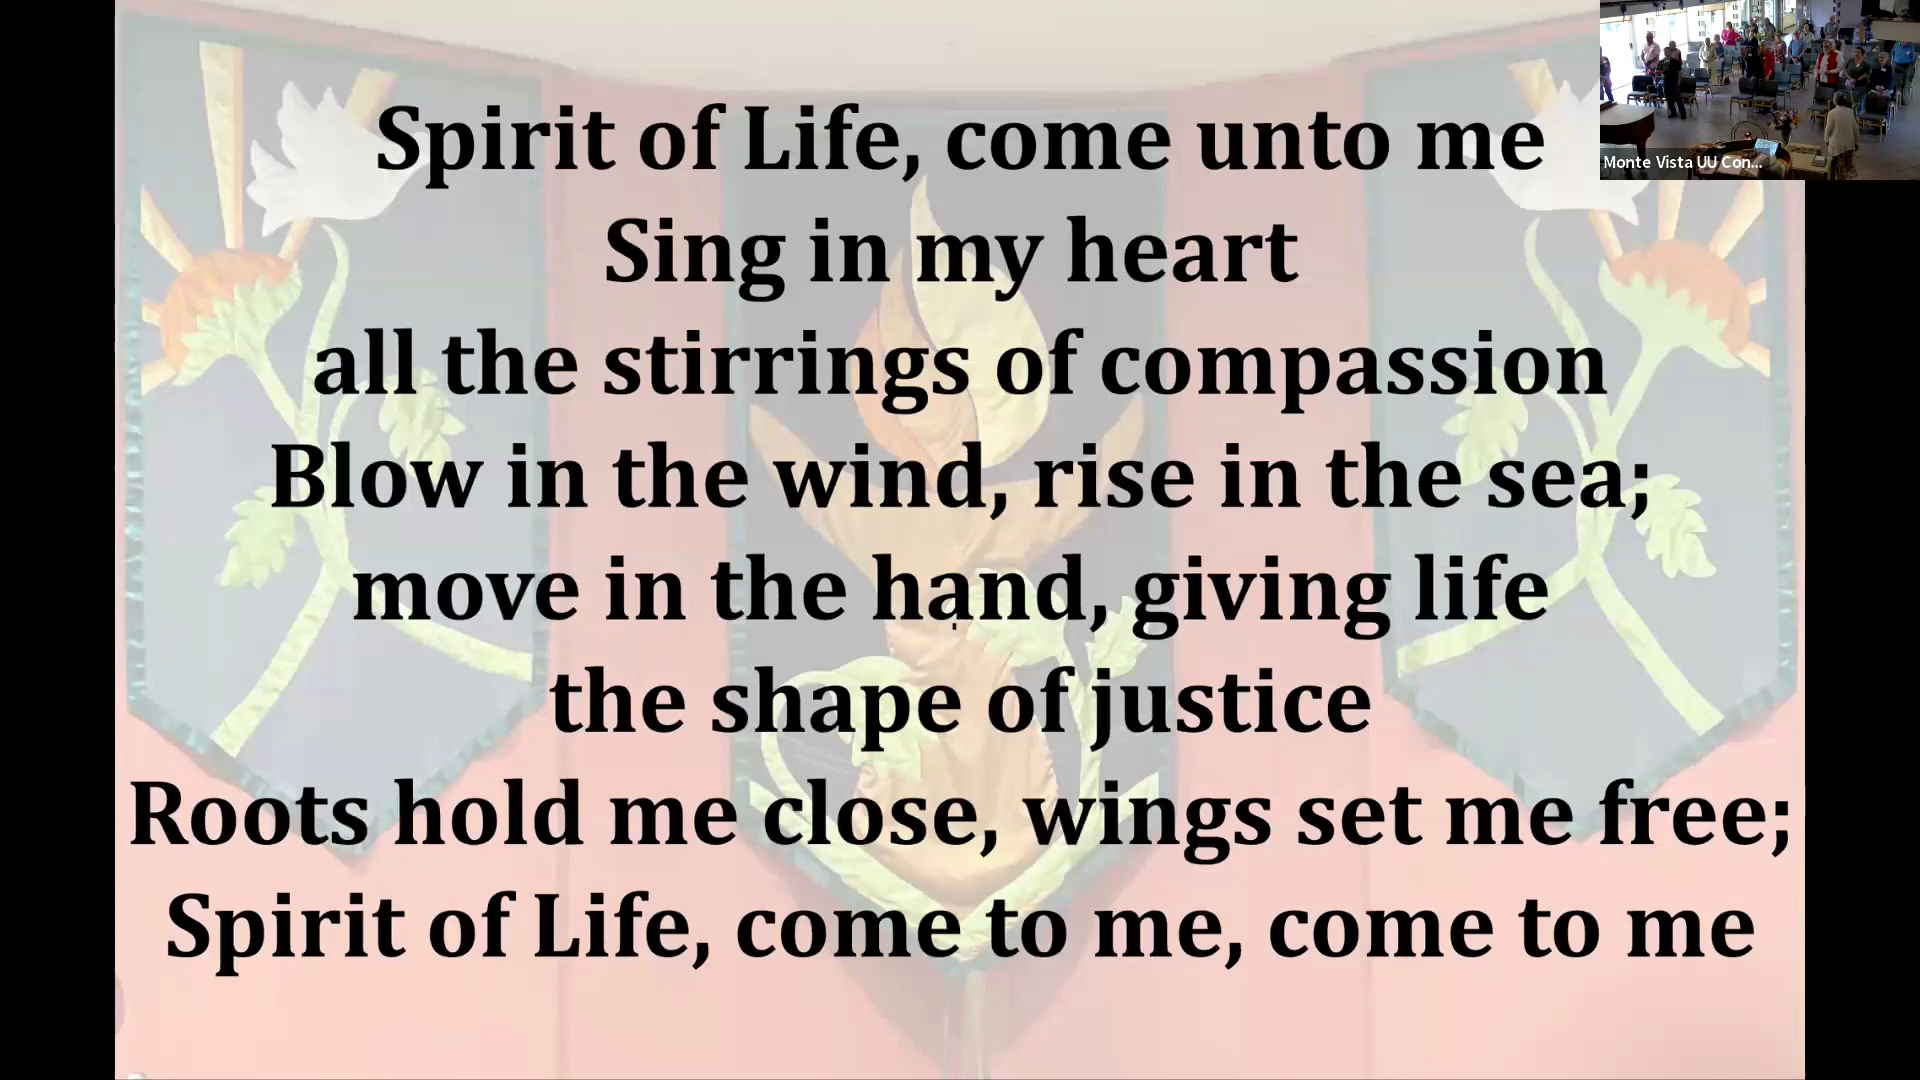 Spirit of Life, come unto me
Sing in my heart
all the stirrings of compassion
Blow in the wind, rise in the sea;
move in the hand, giving life
the shape of justice
Roots hold me close, wings set me free;
Spirit of Life, come to me, come to me
Monte Vista UU Con...